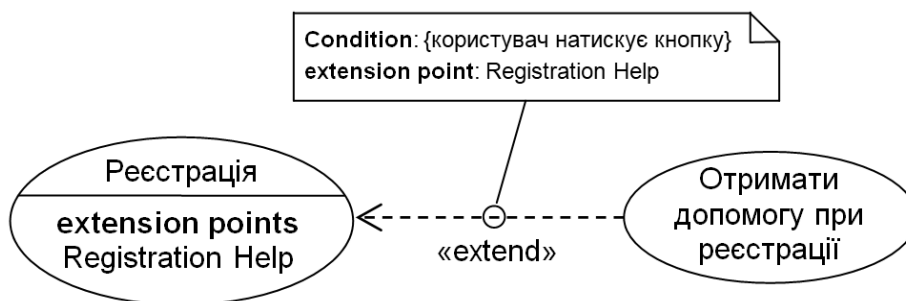 Condition: {користувач натискує кнопку}
extension point: Registration Help
Реєстрація
extension points
Registration Help
«extend»
Отримати
допомогу при
реєстрації